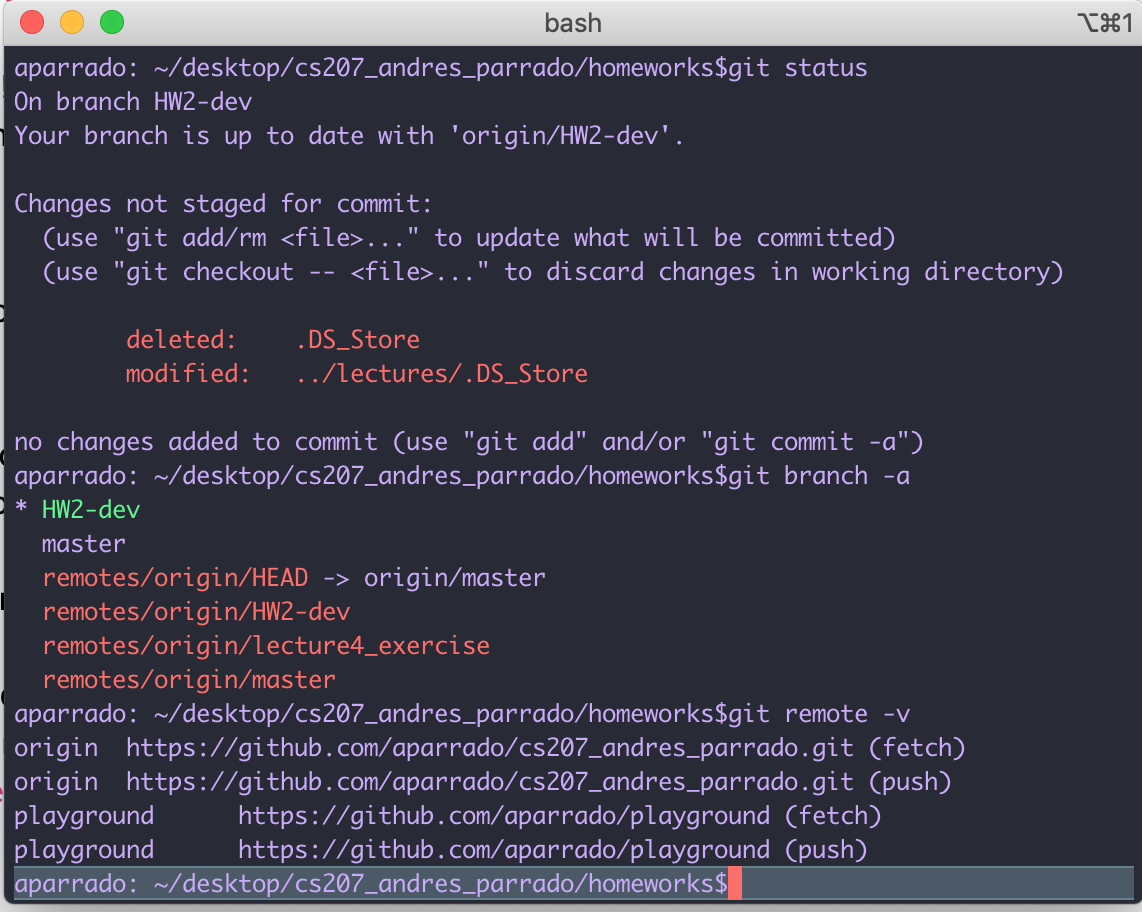 bash
⌥⌘1
aparrado: ~/desktop/cs207_andres_parrado/homeworks$git status
On branch HW2-dev
Your branch is up to date with 'origin/HW2-dev'.
Changes not staged for commit:
  (use "git add/rm <file>..." to update what will be committed)
  (use "git checkout -- <file>..." to discard changes in working directory)
        deleted:    .DS_Store
        modified:   ../lectures/.DS_Store
no changes added to commit (use "git add" and/or "git commit -a")
aparrado: ~/desktop/cs207_andres_parrado/homeworks$git branch -a
* HW2-dev
  master
  remotes/origin/HEAD -> origin/master
  remotes/origin/HW2-dev
  remotes/origin/lecture4_exercise
  remotes/origin/master
aparrado: ~/desktop/cs207_andres_parrado/homeworks$git remote -v
origin  https://github.com/aparrado/cs207_andres_parrado.git (fetch)
origin  https://github.com/aparrado/cs207_andres_parrado.git (push)
playground      https://github.com/aparrado/playground (fetch)
playground      https://github.com/aparrado/playground (push)
aparrado: ~/desktop/cs207_andres_parrado/homeworks$